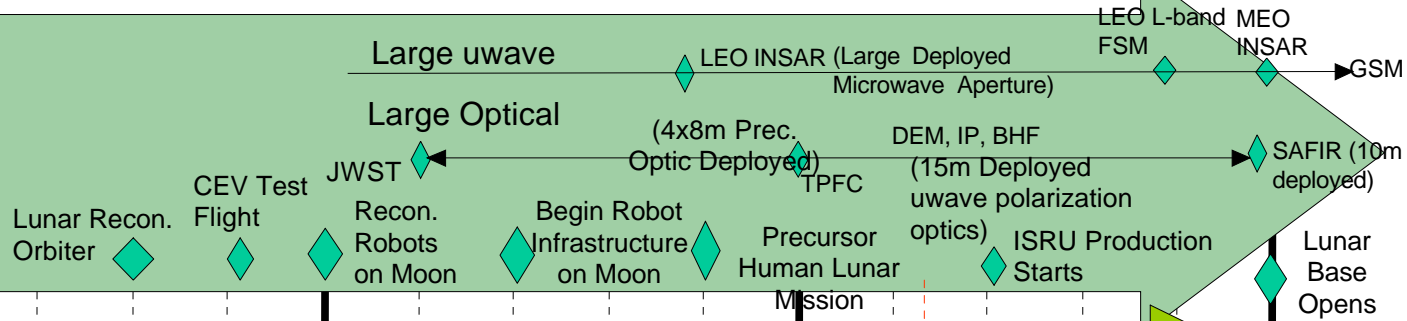 LEO L-band
FSM
MEO
INSAR
Large uwave
LEO INSAR
(Large Deployed
Microwave Aperture)
GSM
Large Optical
(4x8m Prec.
Optic Deployed)
DEM, IP, BHF
JWST
TPFC
(15m Deployed
uwave polarization
optics)
SAFIR (10m
deployed)
CEV Test
Flight
Lunar Recon.
Orbiter
Recon.
Robots
on Moon
Begin Robot
Infrastructure
on Moon
Precursor
Human Lunar
Mission
ISRU Production
Starts
Lunar
Base
Opens